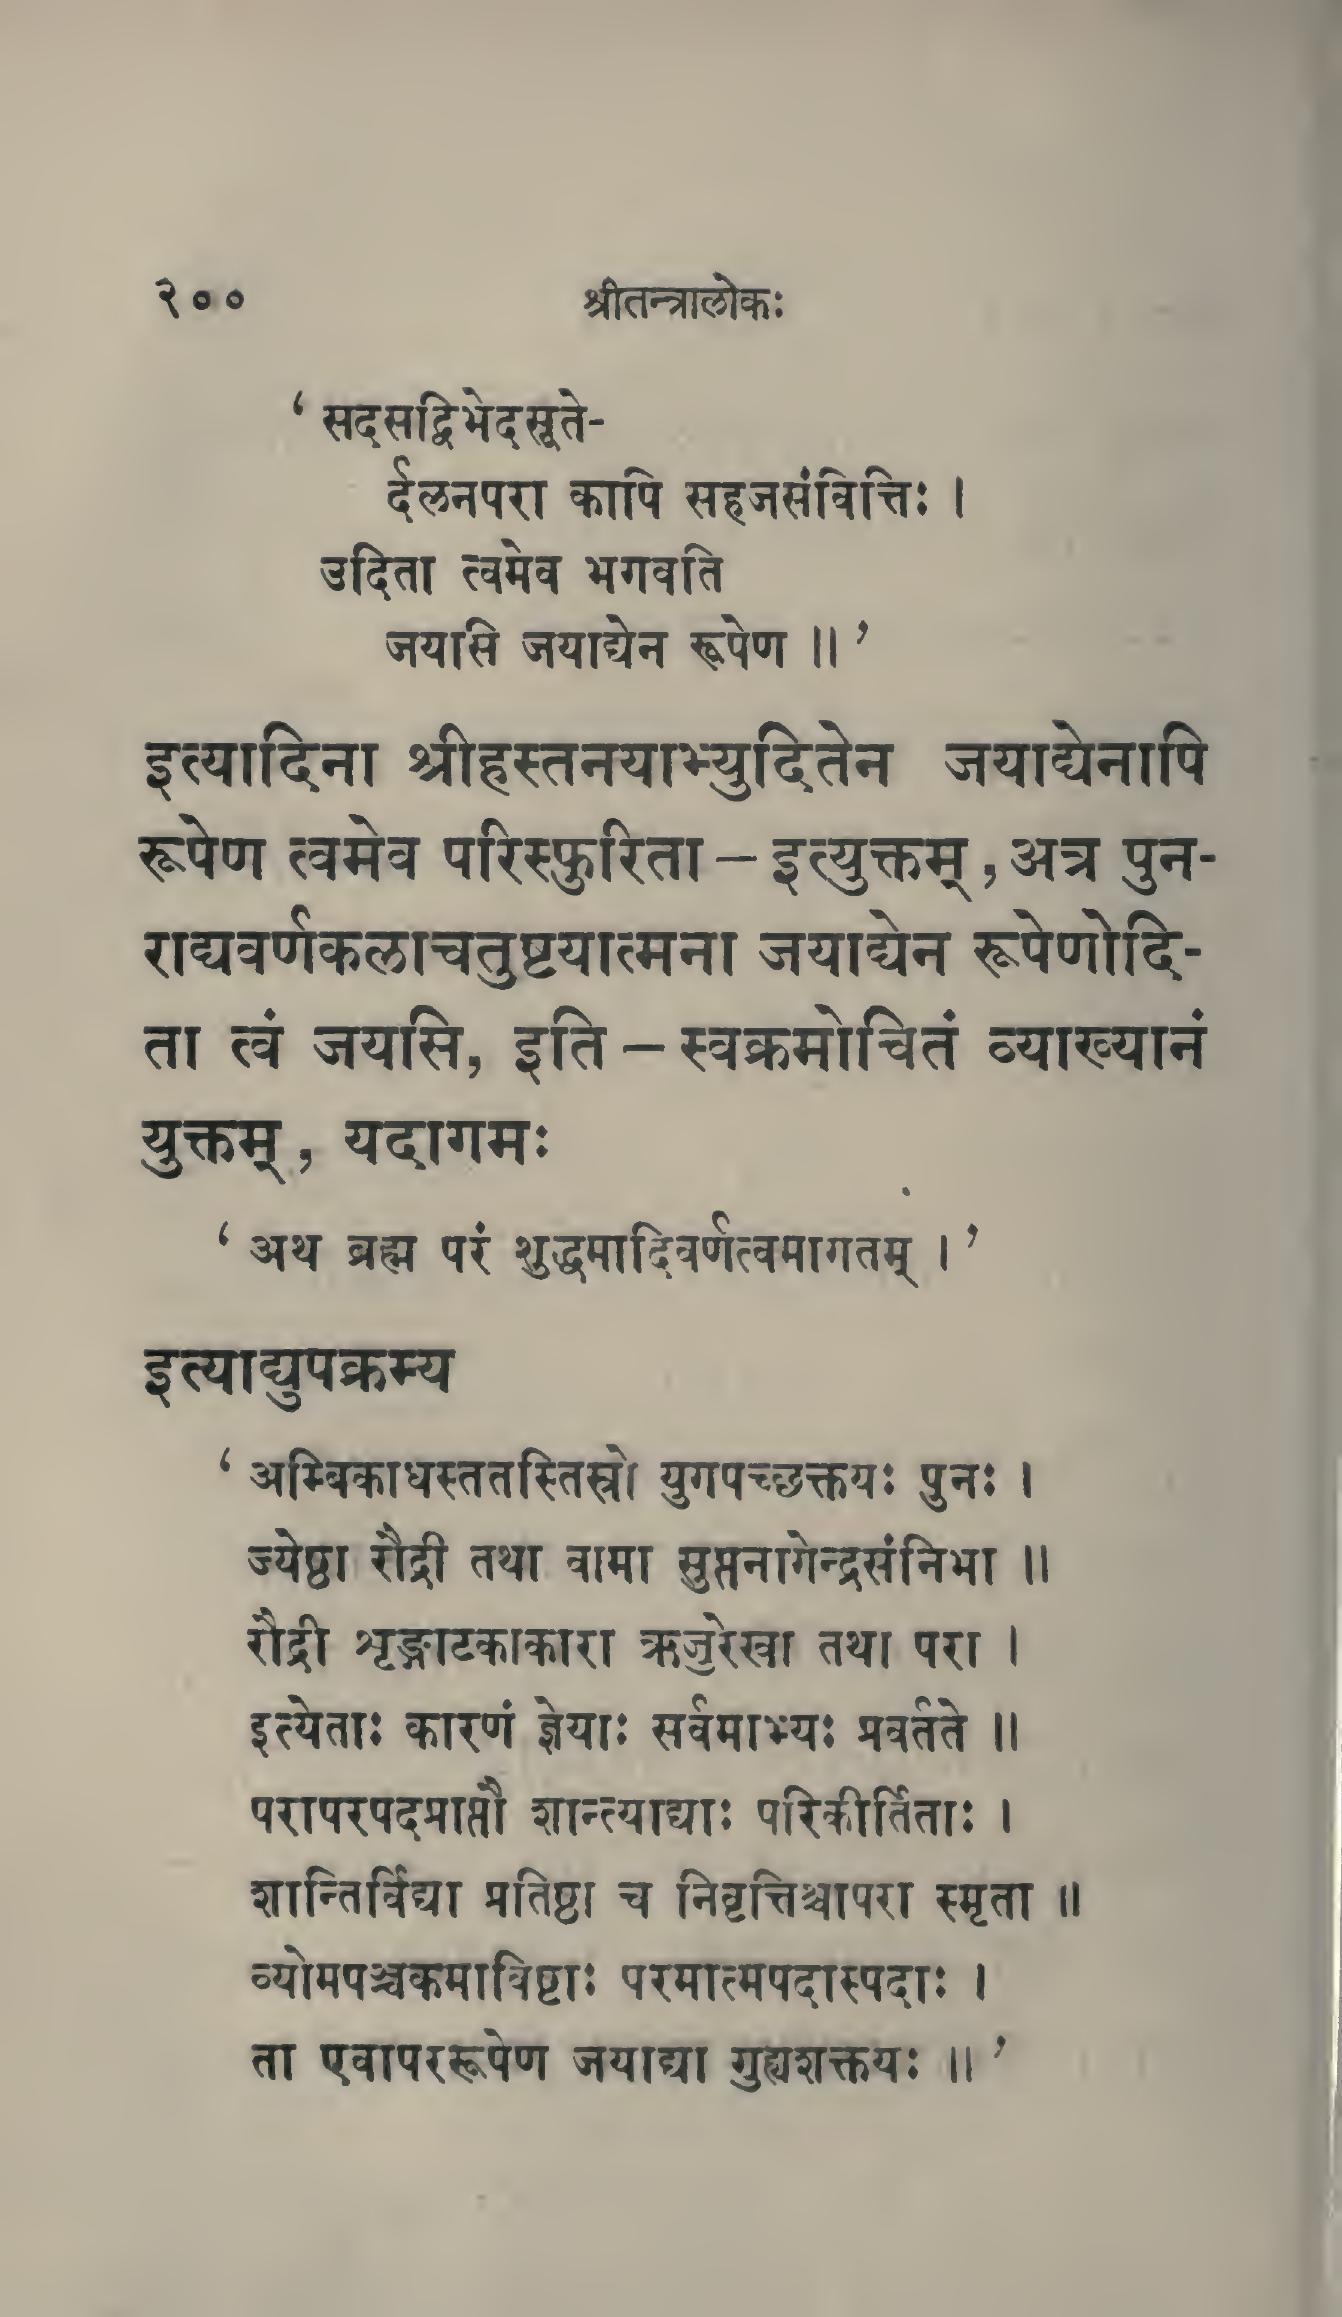 २०० श्रीतन्त्रालोकः
‘ सदसद्विभेदसूते-
र्दलनपरा कापि सहजसंवित्तिः ।
उदिता त्वमेव भगवति
जयासि जयाद्येन रूपेण ॥ ’
इत्यादिना श्रीहस्तनयाभ्युदितेन जयाद्येनापि
रूपेण त्वमेव परिस्फुरिता — इत्युक्तम् , अत्र पुन-
राद्यवर्णकलाचतुष्टयात्मना जयाद्येन रूपेणोदि-
ता त्वं जयसि, इति — स्वक्रमोचितं व्याख्यानं
युक्तम् , यदागमः
‘ अथ ब्रह्म परं शुद्धमादिवर्णत्वमागतम् । ’
इत्याद्युपक्रम्य
‘ अम्बिकाधस्ततस्तिस्रो युगपच्छक्तयः पुनः ।
ज्येष्ठा रौद्री तथा वामा सुप्तनागेन्द्रसंनिभा ॥
रौद्री शृङ्गाटकाकारा ऋजुरेखा तथा परा ।
इत्येताः कारणं ज्ञेयाः सर्वमाभ्यः प्रवर्तते ॥
परापरपदप्राप्तौ शान्त्याद्याः परिकीर्तिताः ।
शान्तिर्विद्या प्रतिष्ठा च निवृत्तिश्चापरा स्मृता ॥
व्योमपञ्चकमाविष्टाः परमात्मपदास्पदाः ।
ता एवापररूपेण जयाद्या गुह्यशक्तयः ॥ ’